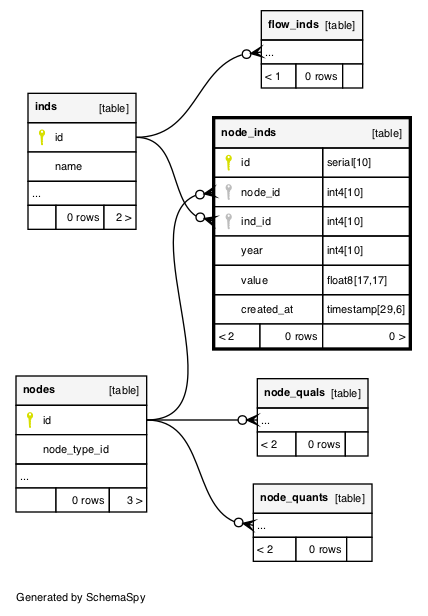 flow_inds [table]
...
< 1 0 rows
inds [table]
id
name
...
0 rows 2 >
node_inds [table]
id serial[10]
node_id int4[10]
ind_id int4[10]
year int4[10]
value float8[17,17]
created_at timestamp[29,6]
< 2 0 rows 0 >
nodes [table]
id
node_type_id
...
0 rows 3 >
node_quals [table]
...
< 2 0 rows
node_quants [table]
...
< 2 0 rows
Generated by SchemaSpy